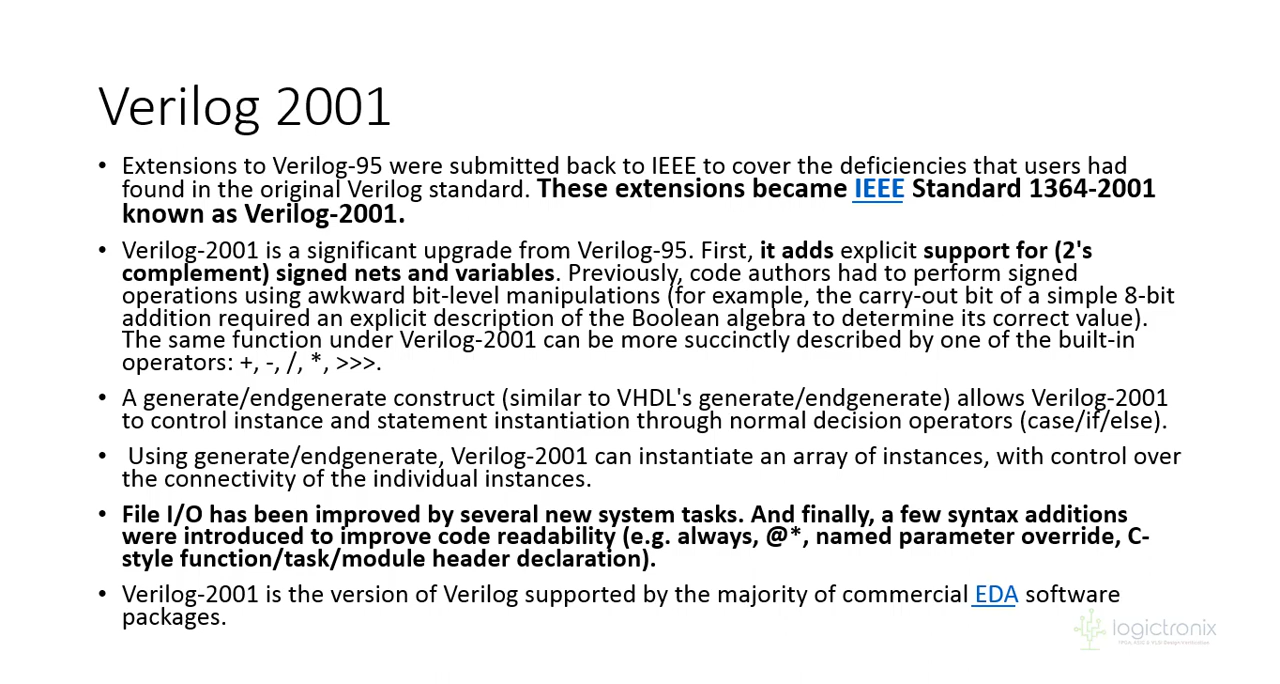 Verilog 2001
• Extensions to Verilog-95 were submitted back to IEEE to cover the deficiencies that users had
found in the original Verilog standard. These extensions became IEEE Standard 1364-2001
known as Verilog-2001.
• Verilog-2001 is a significant upgrade from Verilog-95. First, it adds explicit support for (2's
complement) signed nets and variables. Previously, code authors had to perform signed
operations using awkward bit-level manipulations (for example, the carry-out bit of a simple 8-bit
addition required an explicit description of the Boolean algebra to determine its correct value).
The same function under Verilog-2001 can be more succinctly described by one of the built-in
operators: +, -, /, *, >>>.
• A generate/endgenerate construct (similar to VHDL's generate/endgenerate) allows Verilog-2001
to control instance and statement instantiation through normal decision operators (case/if/else).
• Using generate/endgenerate, Verilog-2001 can instantiate an array of instances, with control over
the connectivity of the individual instances.
• File I/O has been improved by several new system tasks. And finally, a few syntax additions
were introduced to improve code readability (e.g. always, @*, named parameter override, C-
style function/task/module header declaration).
• Verilog-2001 is the version of Verilog supported by the majority of commercial EDA software
packages.
logictronix